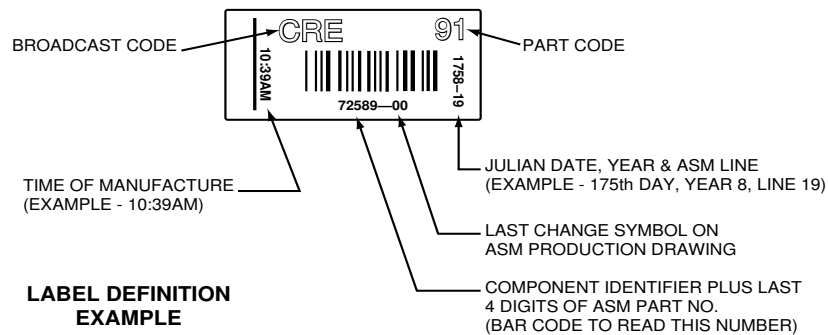 BROADCAST CODE
CRE
91
PART CODE
10:39AM
1758–19
72589—00
TIME OF MANUFACTURE
(EXAMPLE - 10:39AM)
JULIAN DATE, YEAR & ASM LINE
(EXAMPLE - 175th DAY, YEAR 8, LINE 19)
LAST CHANGE SYMBOL ON
ASM PRODUCTION DRAWING
COMPONENT IDENTIFIER PLUS LAST
4 DIGITS OF ASM PART NO.
(BAR CODE TO READ THIS NUMBER)
LABEL DEFINITION
EXAMPLE